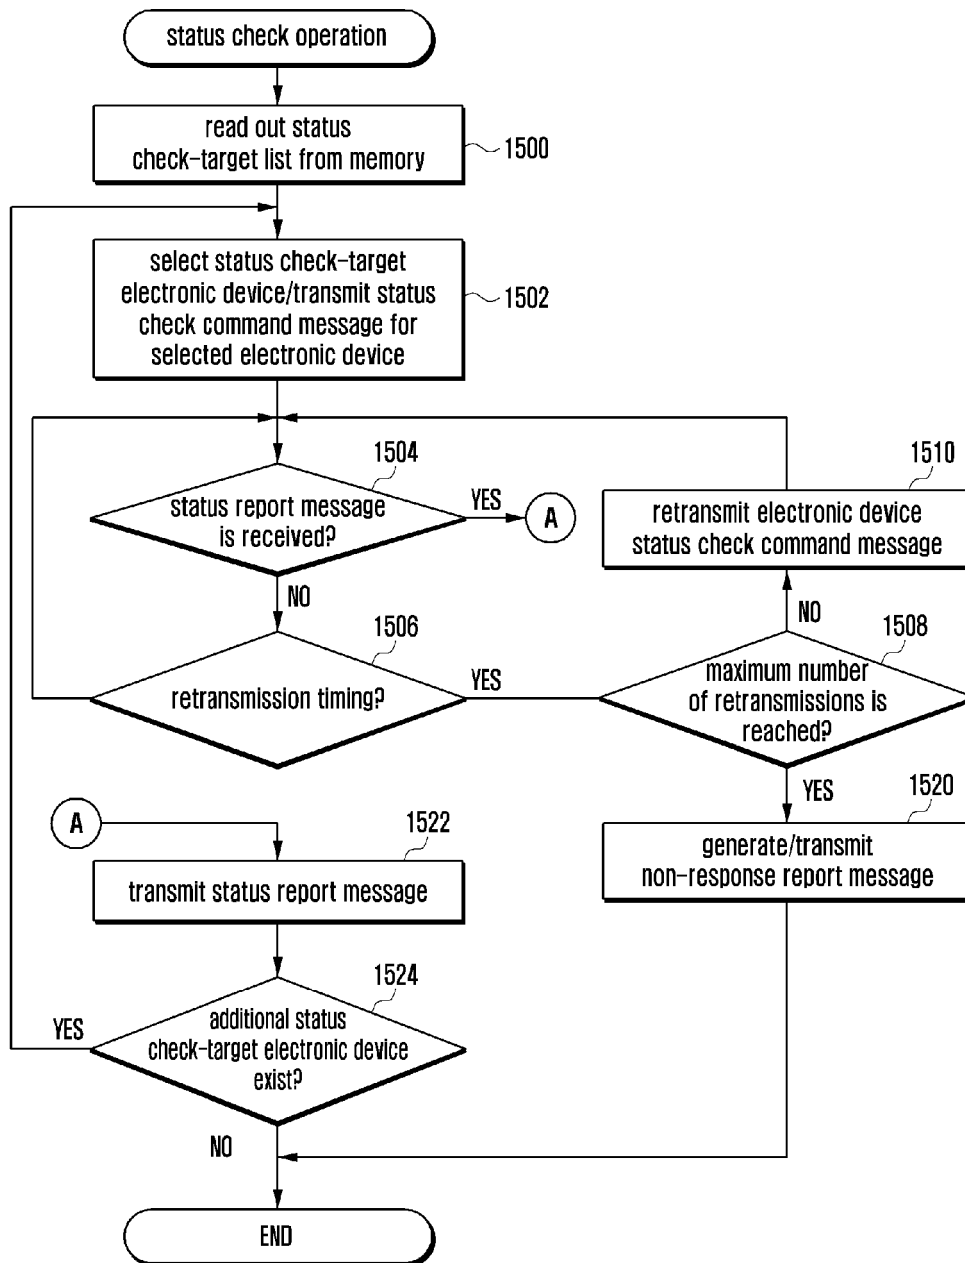 status check operation
read out status
check-target list from memory
1500
select status check-target
electronic device/transmit status
check command message for
selected electronic device
1502
1504
status report message
is received?
YES
A
NO
1510
retransmit electronic device
status check command message
NO
1506
retransmission timing?
YES
1508
maximum number
of retransmissions is
reached?
YES
A
1522
transmit status report message
1520
generate/transmit
non-response report message
1524
additional status
check-target electronic device
exist?
YES
NO
END